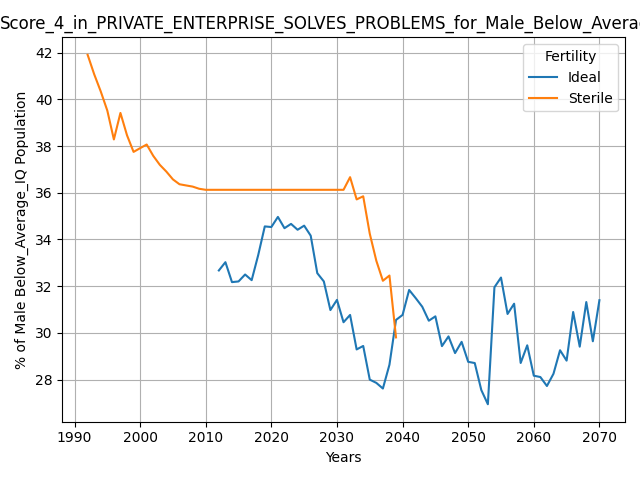 Score_4_in_PRIVATE_ENTERPRISE_SOLVES_PROBLEMS_for_Male_Below_Avera
Fertility
Ideal
Sterile
% of Male Below_Average_IQ Population
42
40
38
36
34
32
30
28
1990 2000 2010 2020 2030 2040 2050 2060 2070
Years